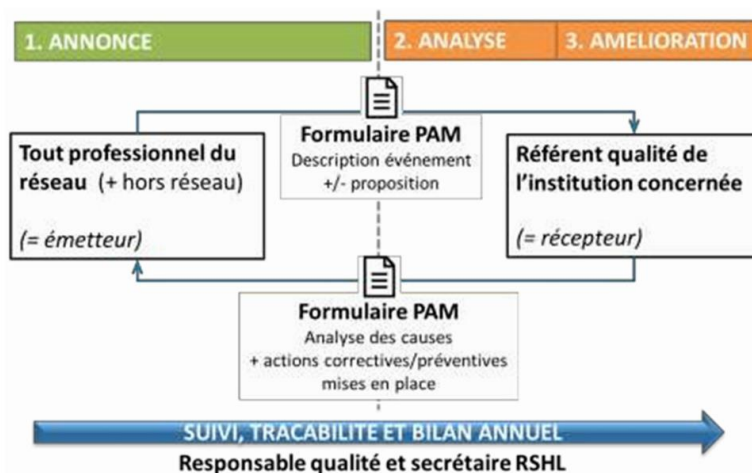 1. ANNONCE
2. ANALYSE
3. AMELIORATION
Formulaire PAM
Description événement
+/- proposition
Tout professionnel du
réseau (+ hors réseau)
(= émetteur)
Référent qualité de
l'institution concernée
(= récepteur)
Formulaire PAM
Analyse des causes
+ actions correctives/préventives
mises en place
SUIVI, TRACABILITE ET BILAN ANNUEL
Responsable qualité et secrétaire RSHL